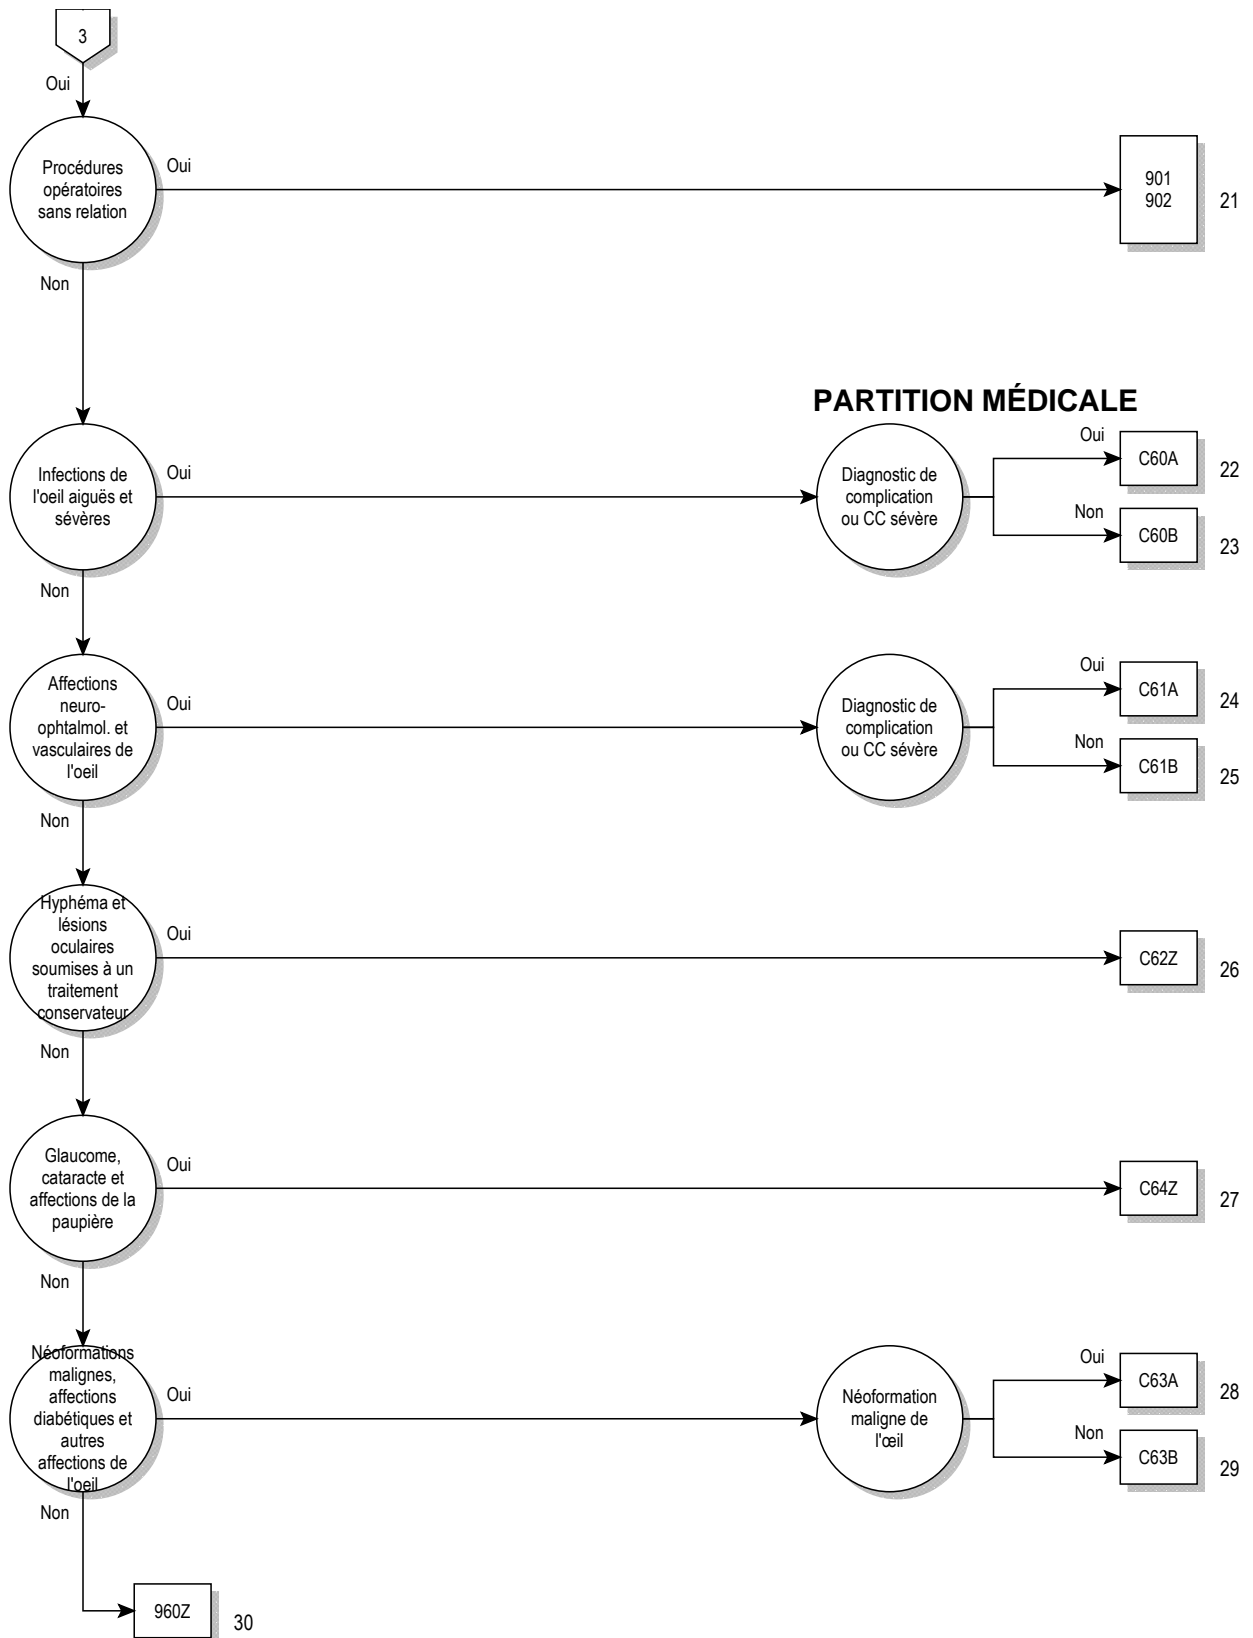 3
Oui
Procédures
opératoires
sans relation
Oui
901
902
21
Non
PARTITION MÉDICALE
Infections de
l'oeil aiguës et
sévères
Oui
Diagnostic de
complication
ou CC sévère
Oui
C60A
22
Non
C60B
23
Non
Affections
neuro-
ophtalmol. et
vasculaires de
l'oeil
Oui
Diagnostic de
complication
ou CC sévère
Oui
C61A
24
Non
C61B
25
Non
Hyphéma et
lésions
oculaires
soumises à un
traitement
conservateur
Oui
C62Z
26
Non
Glaucome,
cataracte et
affections de la
paupière
Oui
C64Z
27
Non
Néoformations
malignes,
affections
diabétiques et
autres
affections de
l'oeil
Oui
Néoformation
maligne de
l'œil
Oui
C63A
28
Non
C63B
29
Non
960Z
30